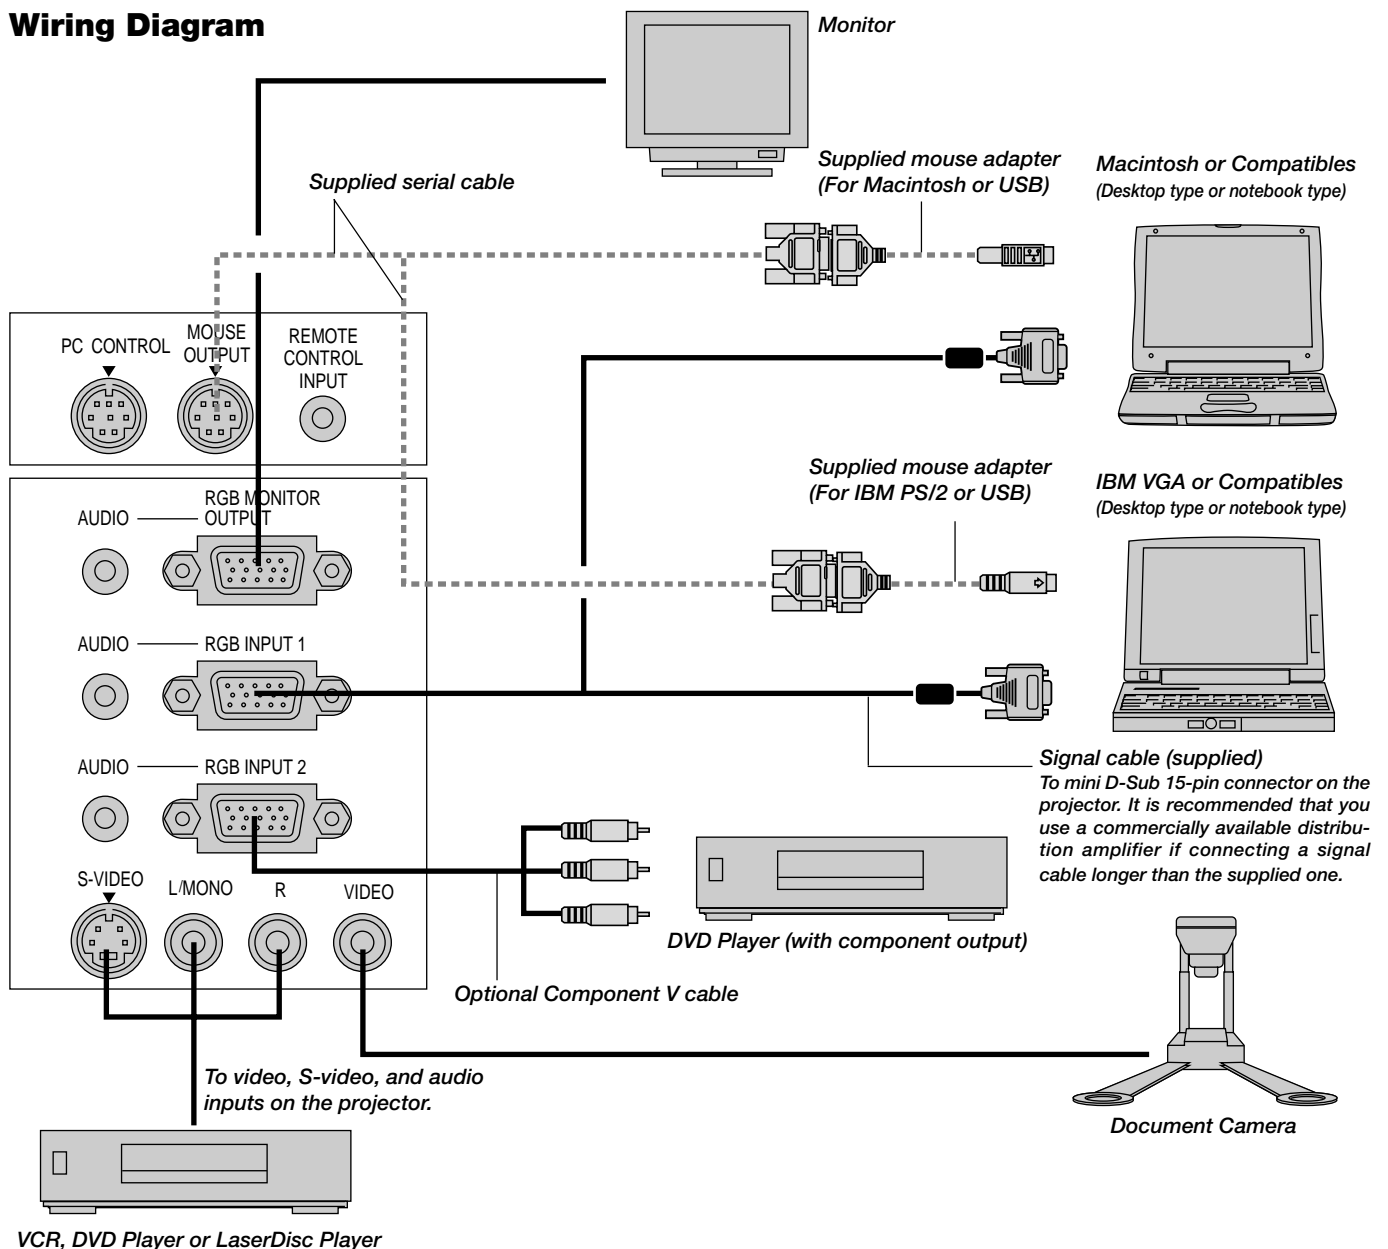 Wiring Diagram
Monitor
Supplied serial cable
Supplied mouse adapter
(For Macintosh or USB)
Macintosh or Compatibles
(Desktop type or notebook type)
PC CONTROL
MOUSE
OUTPUT
REMOTE
CONTROL
INPUT
Supplied mouse adapter
(For IBM PS/2 or USB)
IBM VGA or Compatibles
(Desktop type or notebook type)
AUDIO
RGB MONITOR
OUTPUT
AUDIO
RGB INPUT 1
AUDIO
RGB INPUT 2
Signal cable (supplied)
To mini D-Sub 15-pin connector on the
projector. It is recommended that you
use a commercially available distribu-
tion amplifier if connecting a signal
cable longer than the supplied one.
S-VIDEO
L/MONO
R
VIDEO
DVD Player (with component output)
Optional Component V cable
To video, S-video, and audio
inputs on the projector.
Document Camera
VCR, DVD Player or LaserDisc Player